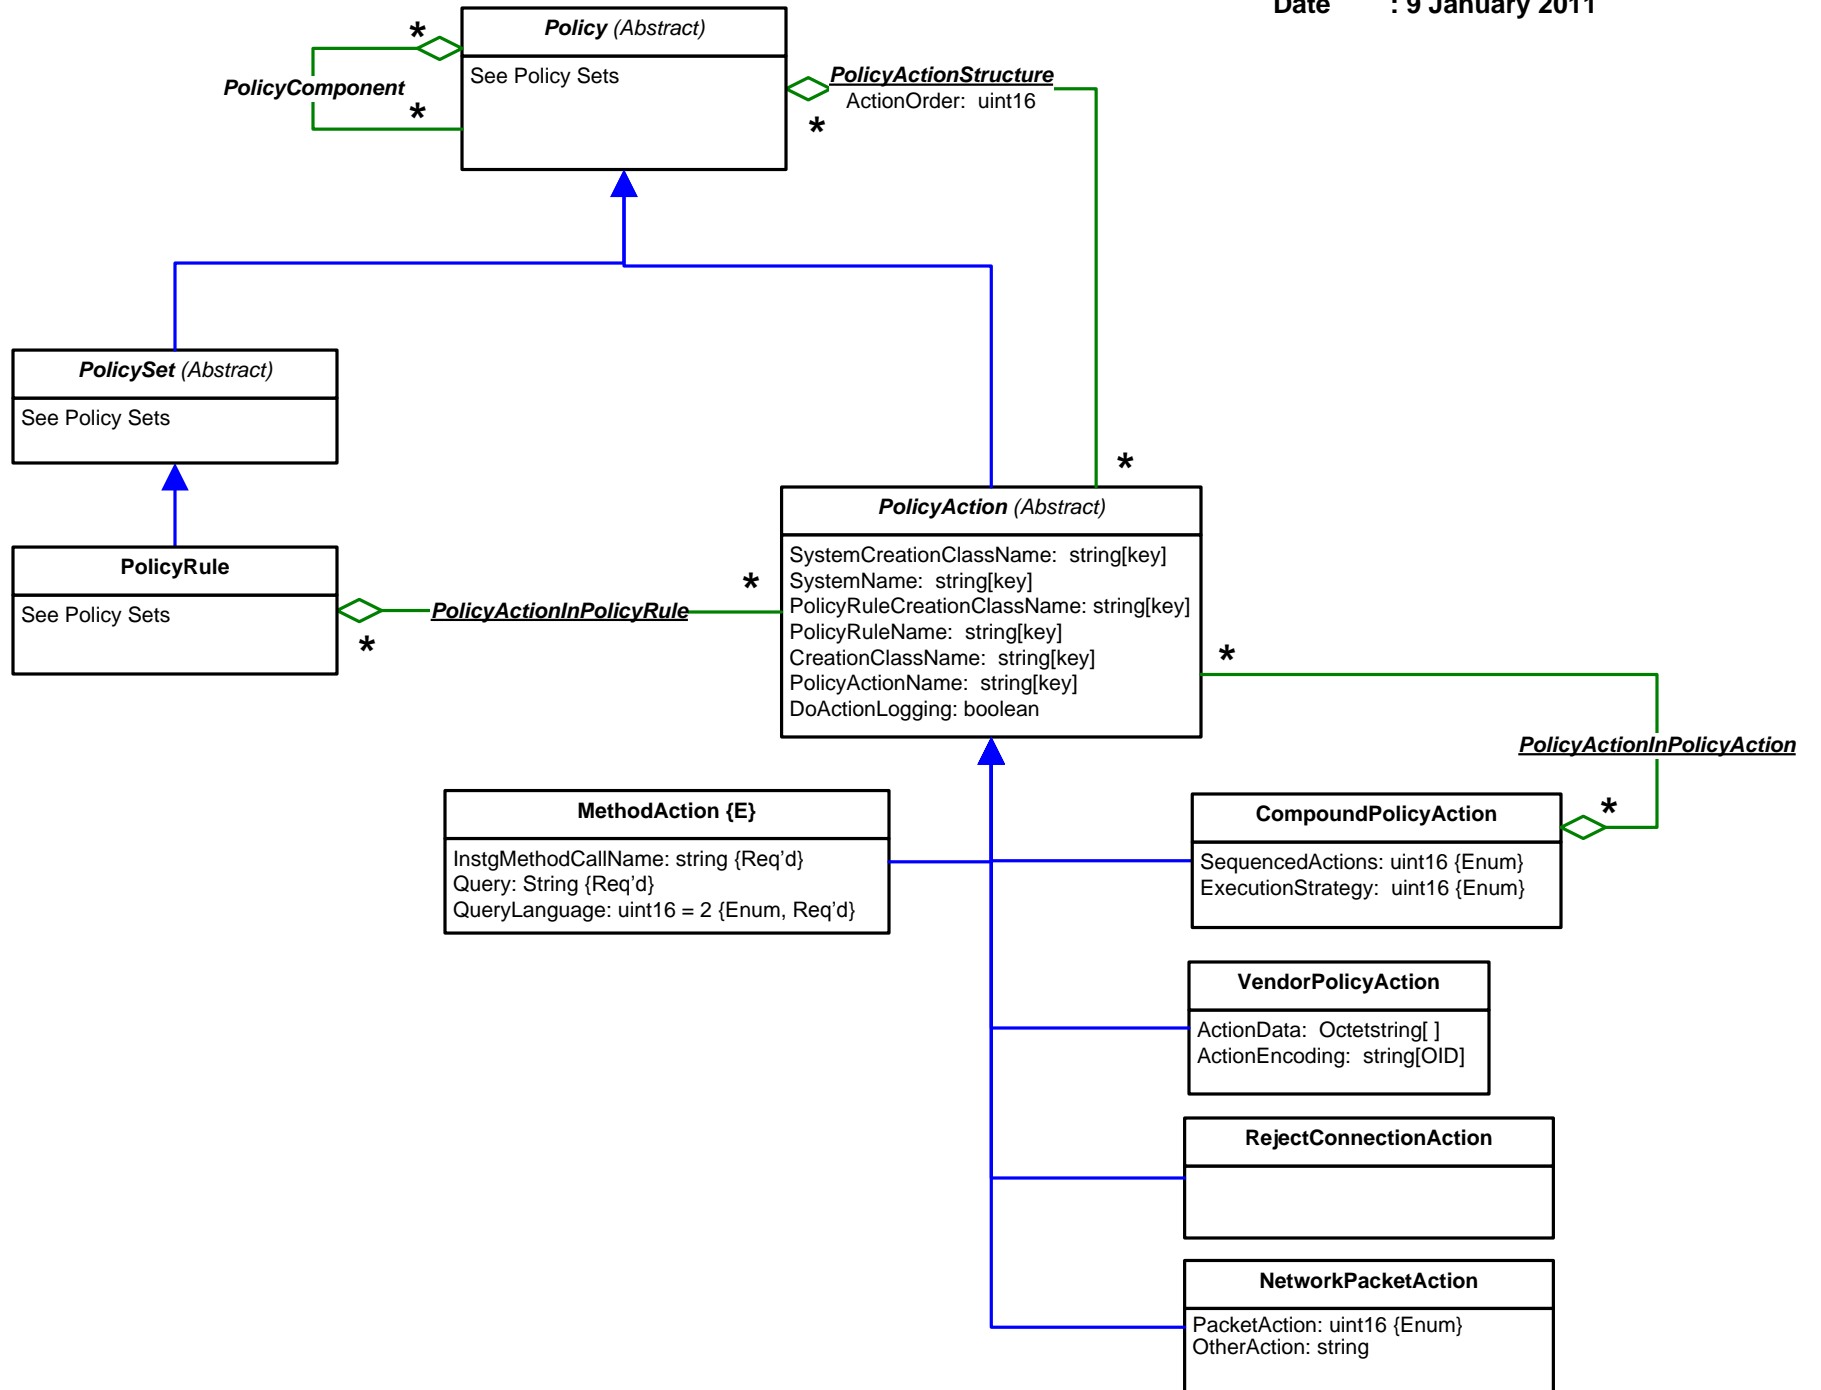 Date : 9 January 2011
Policy (Abstract)
See Policy Sets
*
PolicyComponent
*
PolicyActionStructure
ActionOrder: uint16
*
PolicySet (Abstract)
See Policy Sets
*
PolicyAction (Abstract)
SystemCreationClassName: string[key]
SystemName: string[key]
PolicyRuleCreationClassName: string[key]
PolicyRuleName: string[key]
CreationClassName: string[key]
PolicyActionName: string[key]
DoActionLogging: boolean
PolicyRule
See Policy Sets
*
PolicyActionInPolicyRule
*
*
PolicyActionInPolicyAction
*
MethodAction {E}
InstgMethodCallName: string {Req’d}
Query: String {Req’d}
QueryLanguage: uint16 = 2 {Enum, Req’d}
CompoundPolicyAction
SequencedActions: uint16 {Enum}
ExecutionStrategy: uint16 {Enum}
VendorPolicyAction
ActionData: Octetstring[ ]
ActionEncoding: string[OID]
RejectConnectionAction
NetworkPacketAction
PacketAction: uint16 {Enum}
OtherAction: string